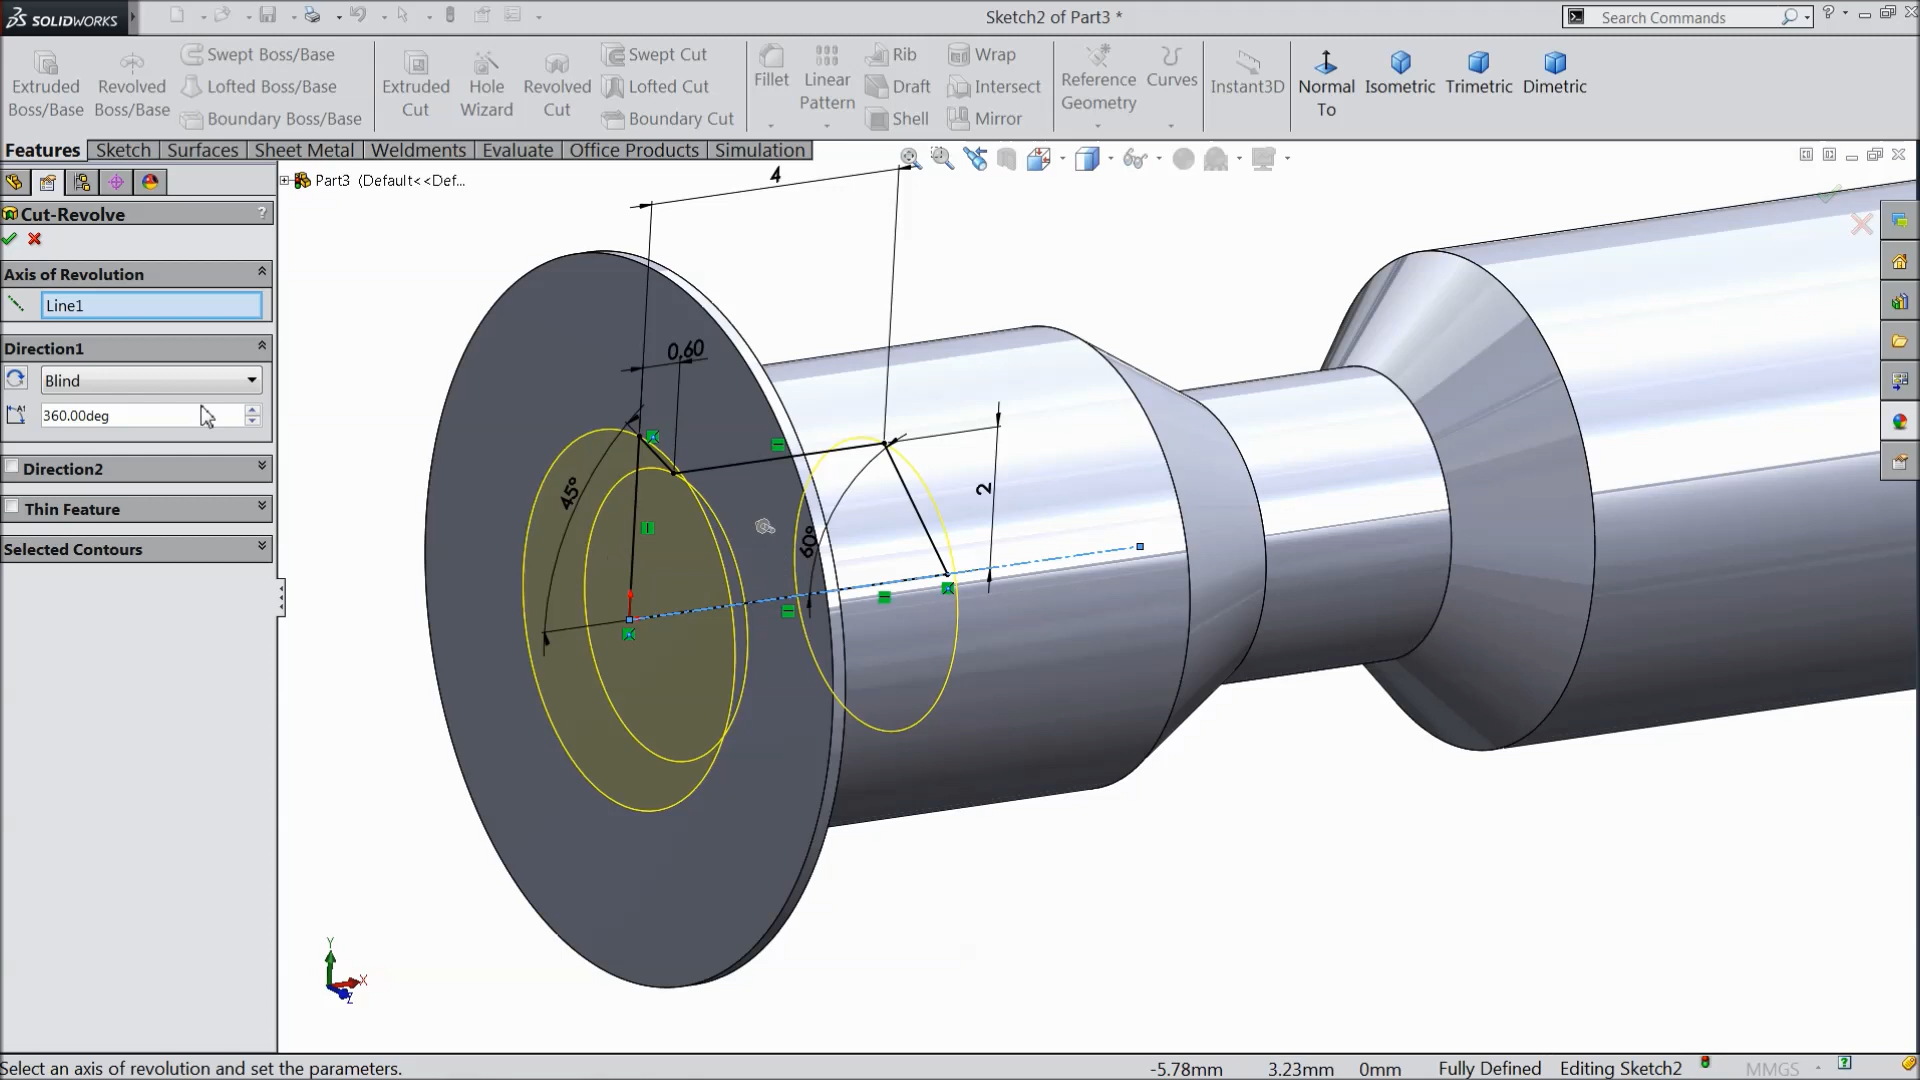 SOLIDWORKS
Sketch2 of Part3 *
Search Commands
Extruded Boss/Base
Revolved Boss/Base
Swept Boss/Base
Lofted Boss/Base
Boundary Boss/Base
Extruded Cut
Hole Wizard
Revolved Cut
Swept Cut
Lofted Cut
Boundary Cut
Fillet
Linear Pattern
Rib
Draft
Shell
Wrap
Intersect
Mirror
Reference Geometry
Curves
Instant3D
Normal To
Isometric
Trimetric
Dimetric
Features
Sketch
Surfaces
Sheet Metal
Weldments
Evaluate
Office Products
Simulation
Part3 (Default<<Def...
Cut-Revolve
?
Axis of Revolution
Line1
Direction1
Blind
360.00deg
Direction2
Thin Feature
Selected Contours
4
0,60
45°
60°
2
Y
X
Z
Select an axis of revolution and set the parameters.
-5.78mm
3.23mm
0mm
Fully Defined
Editing Sketch2
MMGS